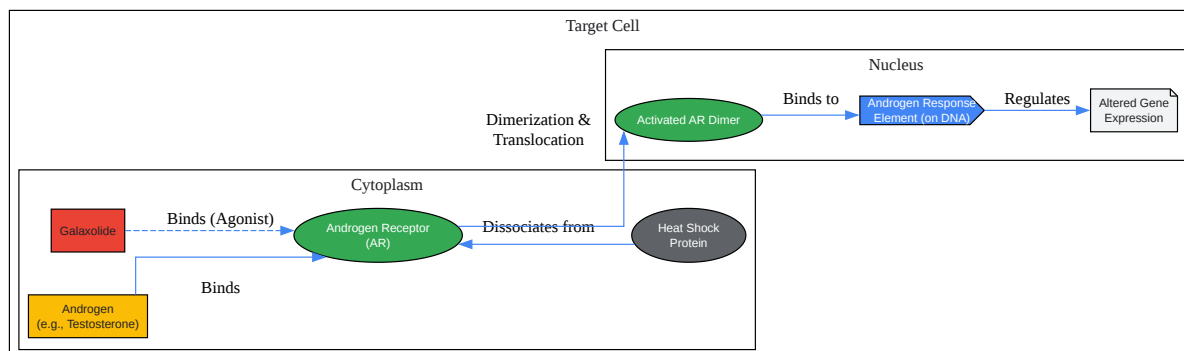 Target Cell
Nucleus
Activated AR Dimer
Binds to
Androgen Response
Element (on DNA)
Regulates
Altered Gene
Expression
Dimerization &
Translocation
Cytoplasm
Galaxolide
Binds (Agonist)
Androgen Receptor
(AR)
Dissociates from
Heat Shock
Protein
Binds
Androgen
(e.g., Testosterone)